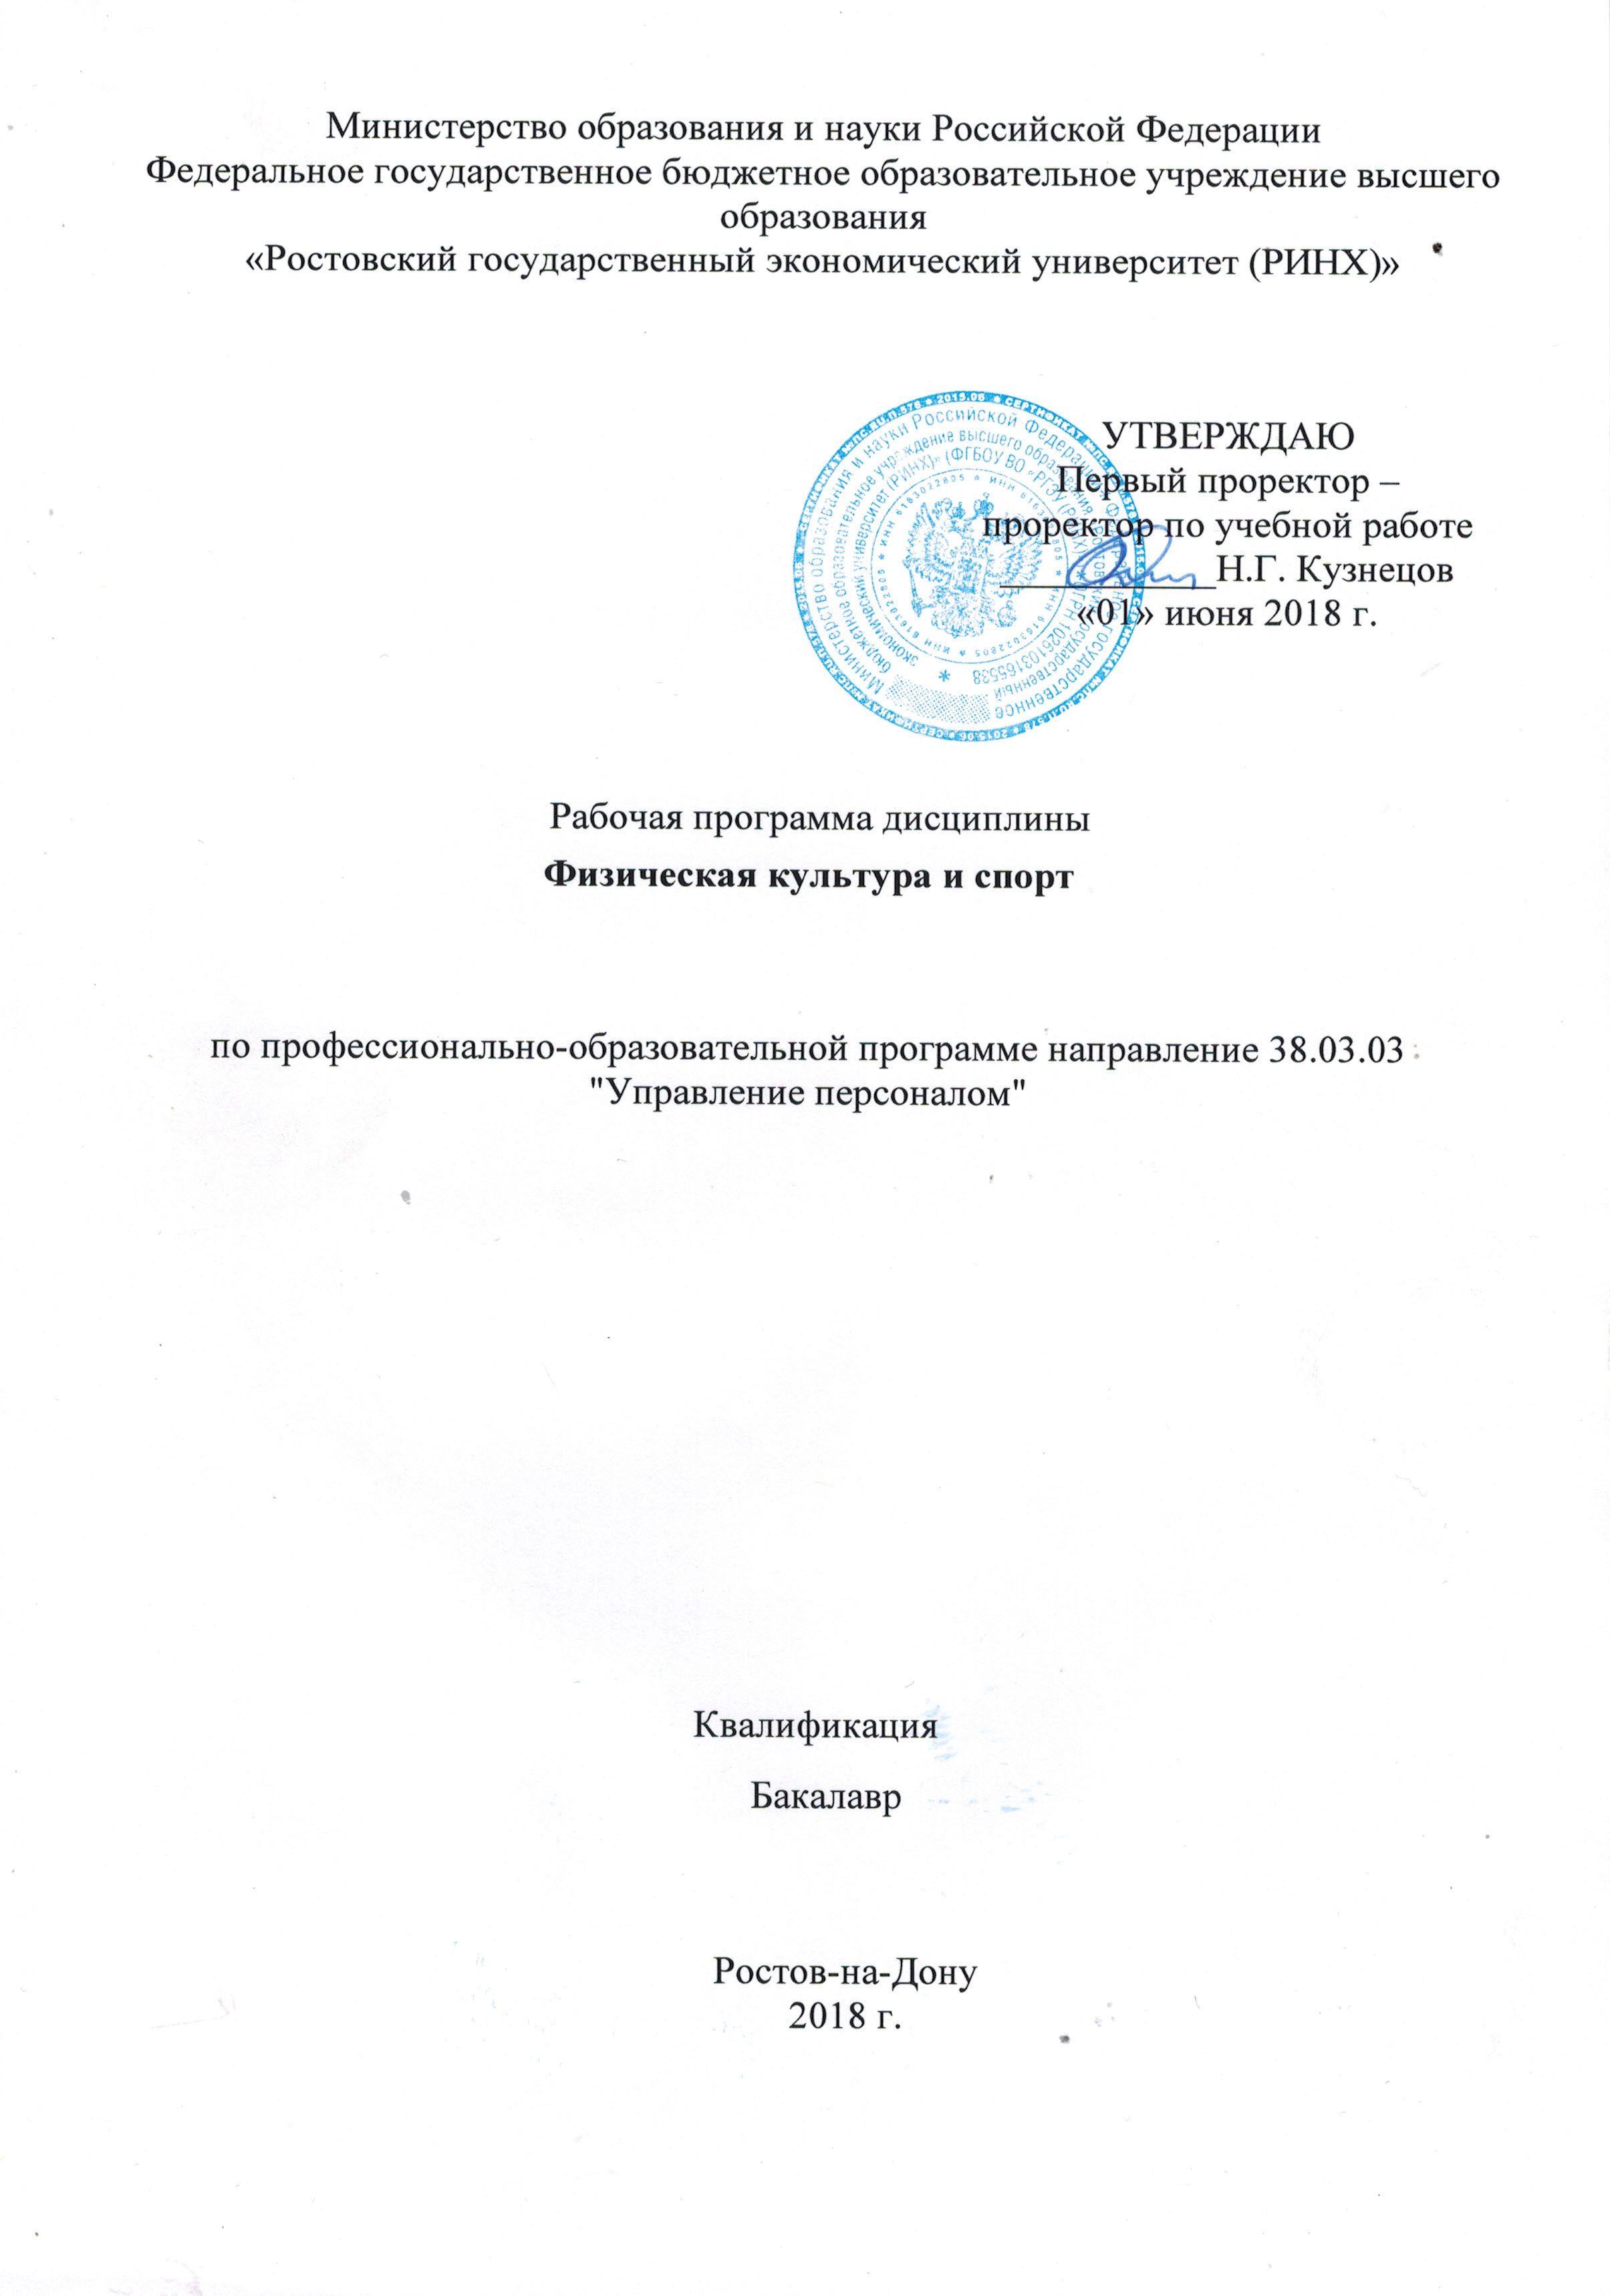 Министерство образования и науки Российской Федерации
Федеральное государственное бюджетное образовательное учреждение высшего
образования
«Ростовский государственный экономический университет (РИНХ)»
УТВЕРЖДАЮ
Первый проректор –
проректор по учебной работе
Н.Г. Кузнецов
«01» июня 2018 г.
Рабочая программа дисциплины
Физическая культура и спорт
по профессионально-образовательной программе направление 38.03.03
"Управление персоналом"
Квалификация
Бакалавр
Ростов-на-Дону
2018 г.